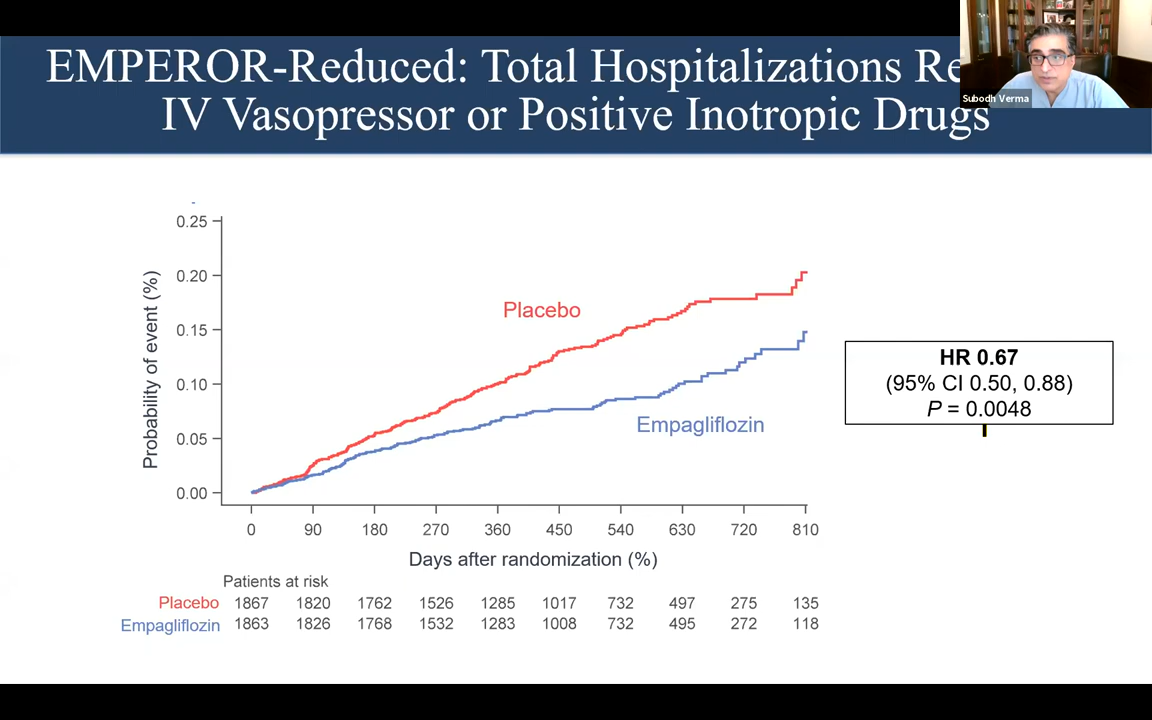 EMPEROR-Reduced: Total Hospitalizations
IV Vasopressor or Positive Inotropic Drugs
Subodh Verma
0.25
0.20
0.15
0.10
0.05
0.00
Probability of event (%)
Placebo
Empagliflozin
HR 0.67
(95% CI 0.50, 0.88)
P = 0.0048
0 90 180 270 360 450 540 630 720 810
Days after randomization (%)
Patients at risk
Placebo 1867 1820 1762 1526 1285 1017 732 497 275 135
Empagliflozin 1863 1826 1768 1532 1283 1008 732 495 272 118